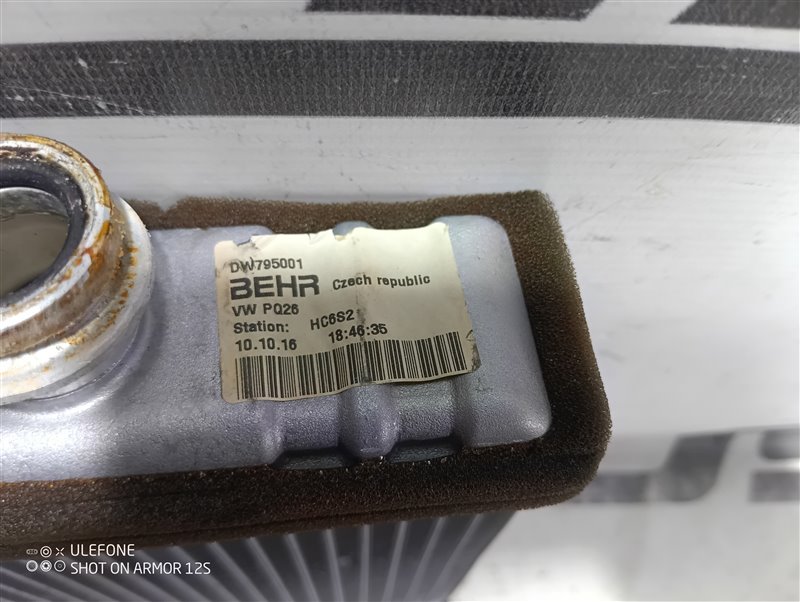 DW795001
BEHR Czech republic
VW PQ26
Station: HC6S2
10.10.16 18:46:35
ULEFONE
SHOT ON ARMOR 12S